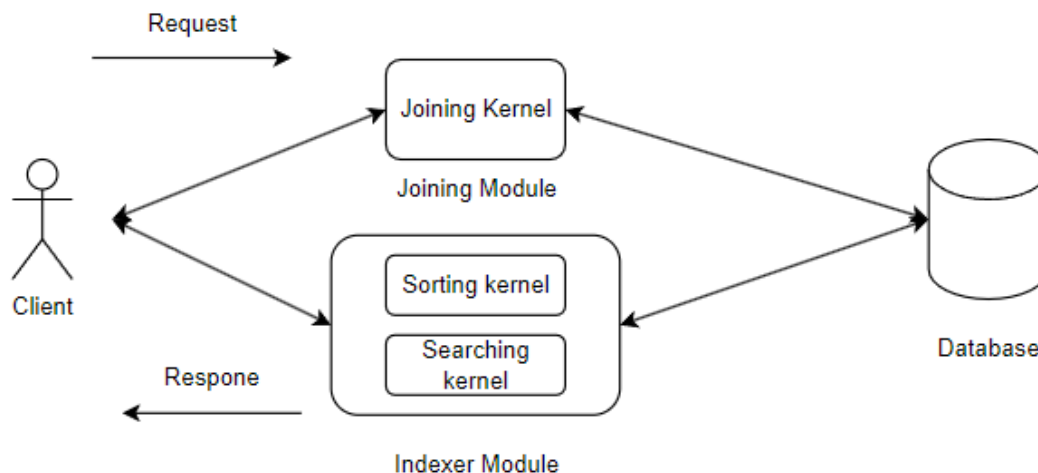 Request
Joining Kernel
Joining Module
Client
Sorting kernel
Searching
kernel
Database
Respone
Indexer Module